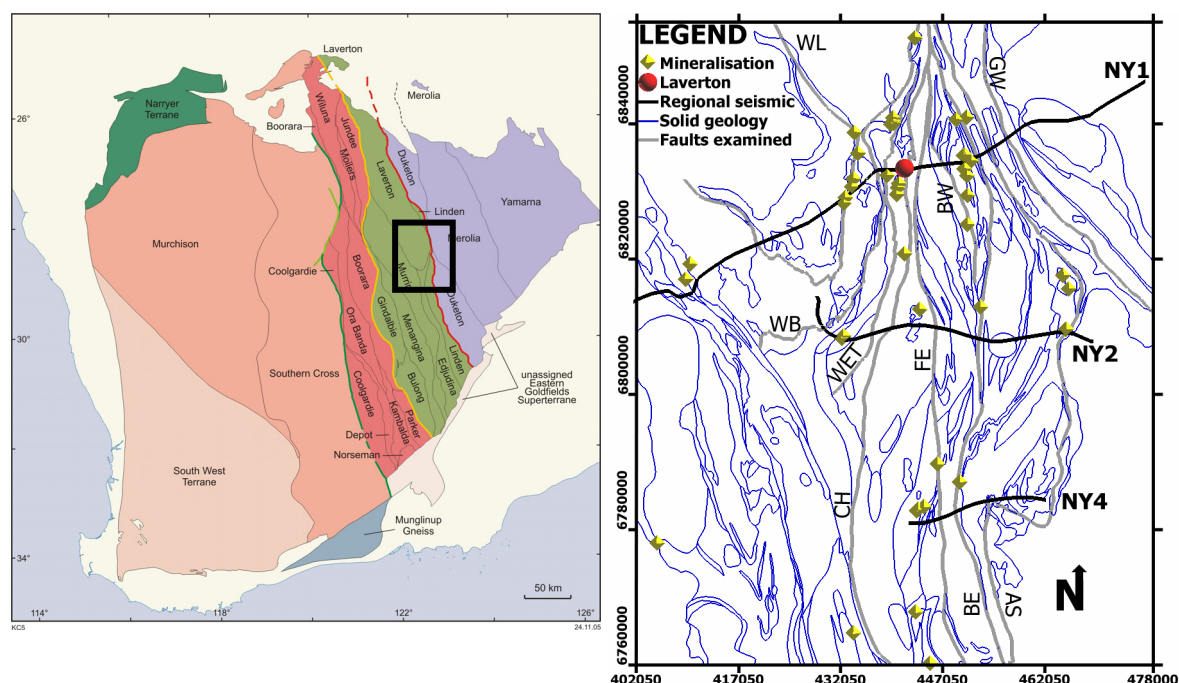 Laverton
Narryer
Terrane
Merolia
26°
Wiluna
Boorara
Jundee
Moilers
Duketon
Laverton
Yamarna
Linden
Murchison
Merolia
Coolgardie
Boorara
Murrin
Gindalbie
Duketon
30°
Ora Banda
Menangina
Linden
Southern Cross
Edjudina
unassigned
Eastern
Goldfields
Superterrane
Coolgardie
Bulong
Parker
Kambalda
Depot
Norseman
South West
Terrane
Munglinup
Gneiss
34°
50 km
114°
118°
122°
126°
KC5
24.11.05
LEGEND
Mineralisation
Laverton
Regional seismic
Solid geology
Faults examined
WL
GW
NY1
BW
WB
WET
FE
NY2
CH
NY4
BE
AS
N
6840000
6820000
6800000
6780000
6760000
402050
417050
432050
447050
462050
478000